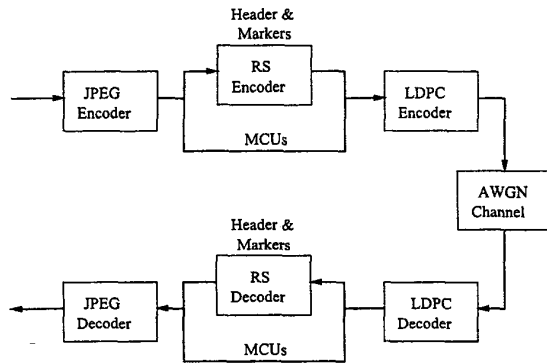 Header &
Markers
RS
Encoder
JPEG
Encoder
LDPC
Encoder
MCUs
AWGN
Channel
Header &
Markers
RS
Decoder
JPEG
Decoder
LDPC
Decoder
MCUs